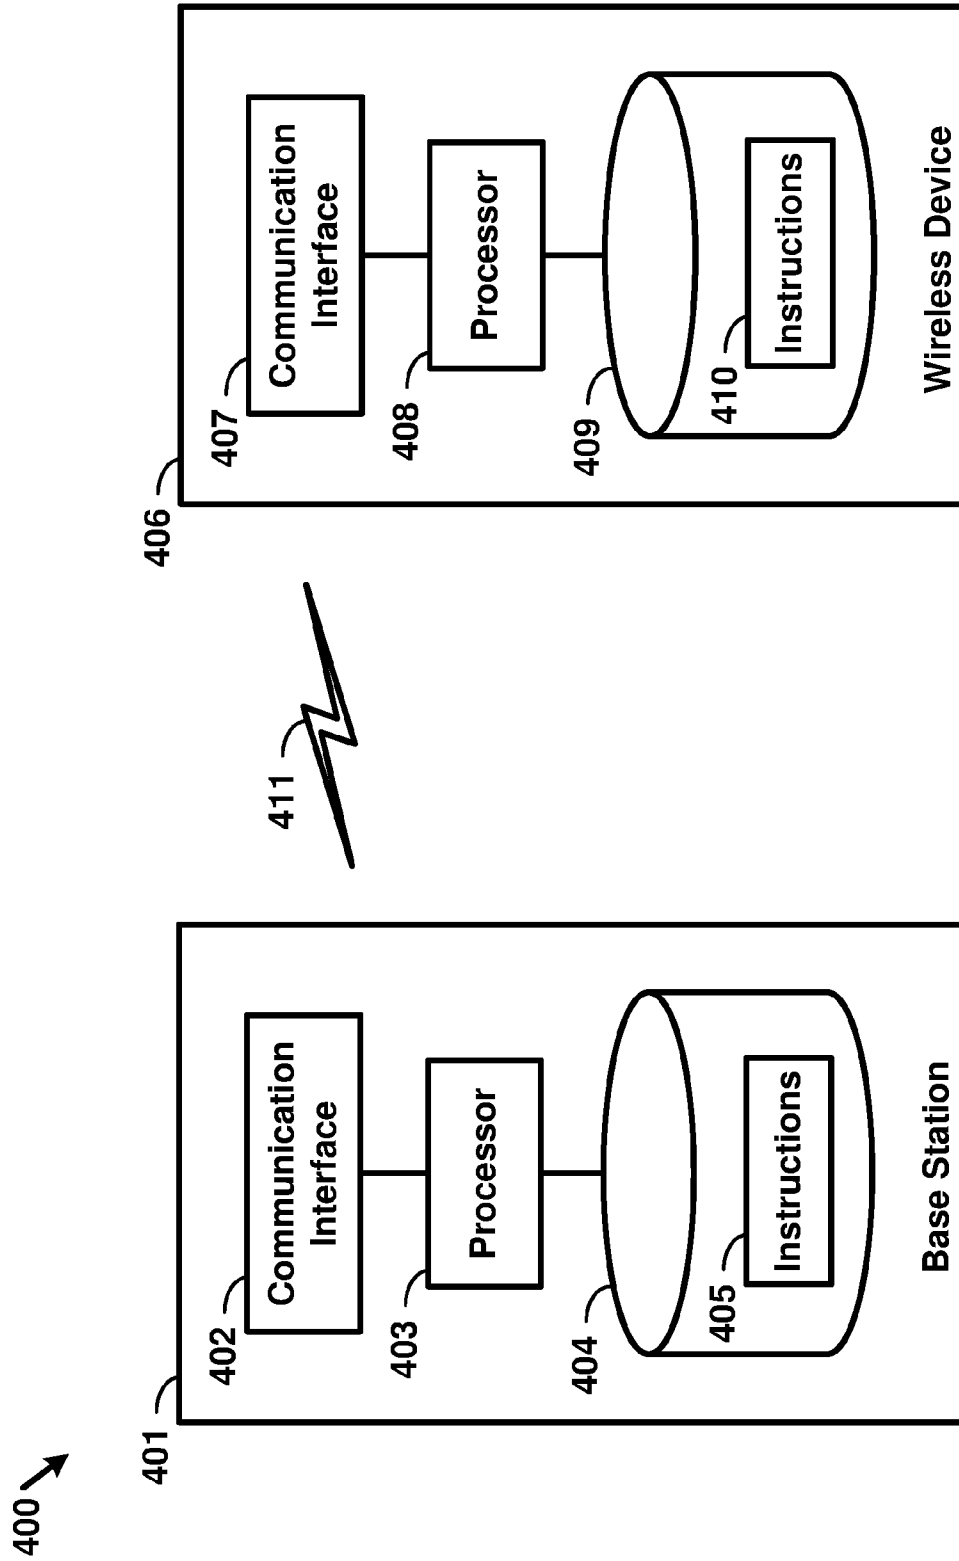 400
401
402
Communication
Interface
403
Processor
404
405
Instructions
Base Station
411
406
407
Communication
Interface
408
Processor
409
410
Instructions
Wireless Device